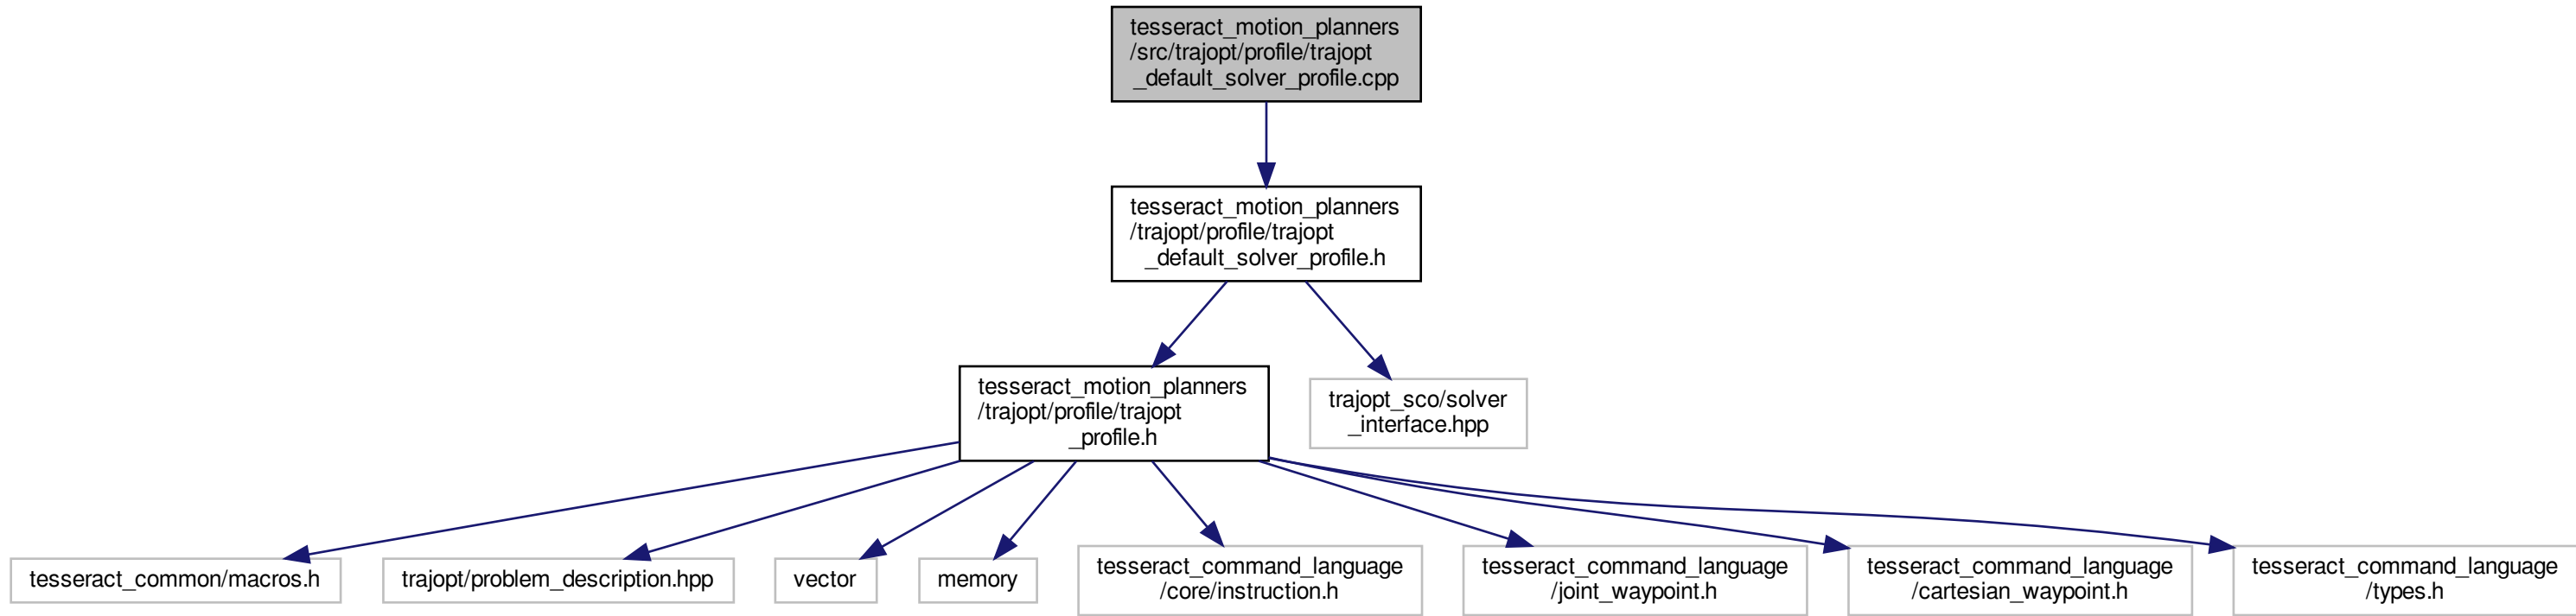 tesseract_motion_planners
/src/trajopt/profile/trajopt
_default_solver_profile.cpp
tesseract_motion_planners
/trajopt/profile/trajopt
_default_solver_profile.h
tesseract_motion_planners
/trajopt/profile/trajopt
_profile.h
trajopt_sco/solver
_interface.hpp
tesseract_common/macros.h
trajopt/problem_description.hpp
vector
memory
tesseract_command_language
/core/instruction.h
tesseract_command_language
/joint_waypoint.h
tesseract_command_language
/cartesian_waypoint.h
tesseract_command_language
/types.h